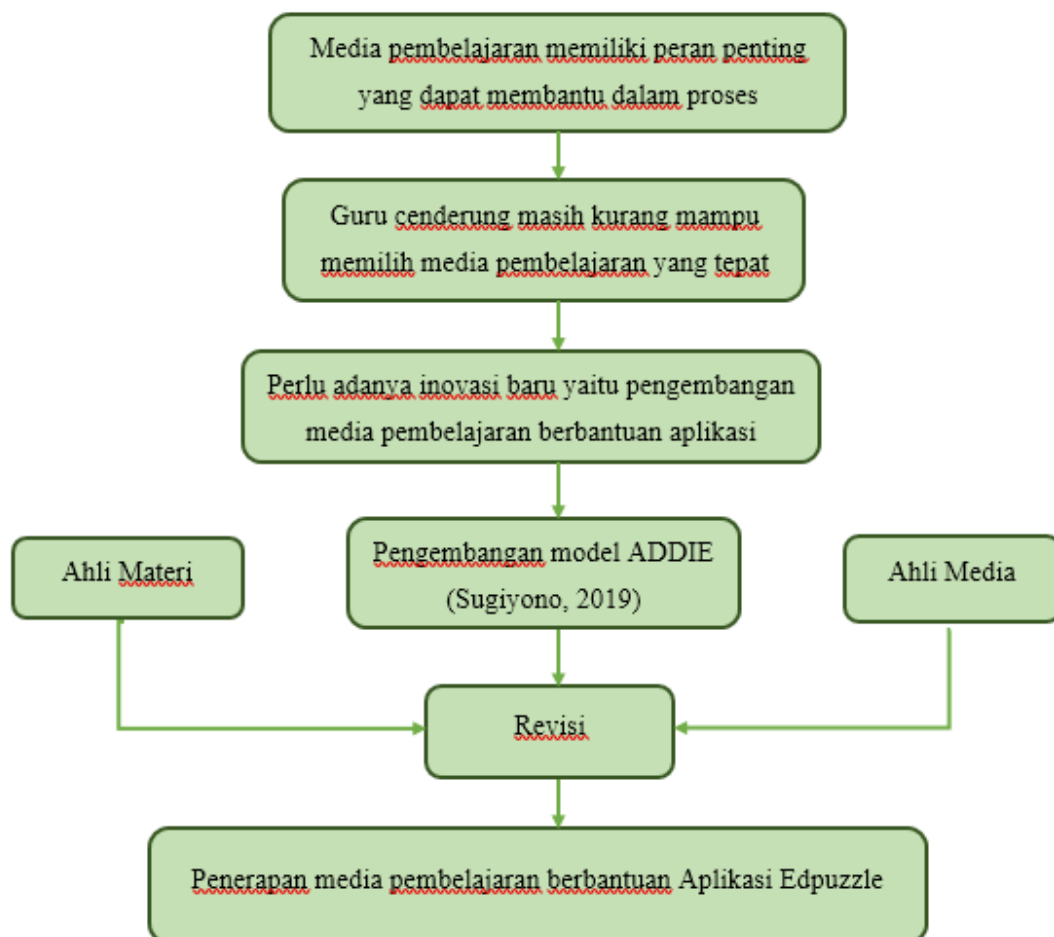 Media pembelajaran memiliki peran penting
yang dapat membantu dalam proses
Guru cenderung masih kurang mampu
memilih media pembelajaran yang tepat
Perlu adanya inovasi baru yaitu pengembangan
media pembelajaran berbantuan aplikasi
Pengembangan model ADDIE
(Sugiyono, 2019)
Ahli Materi
Ahli Media
Revisi
Penerapan media pembelajaran berbantuan Aplikasi Edpuzzle